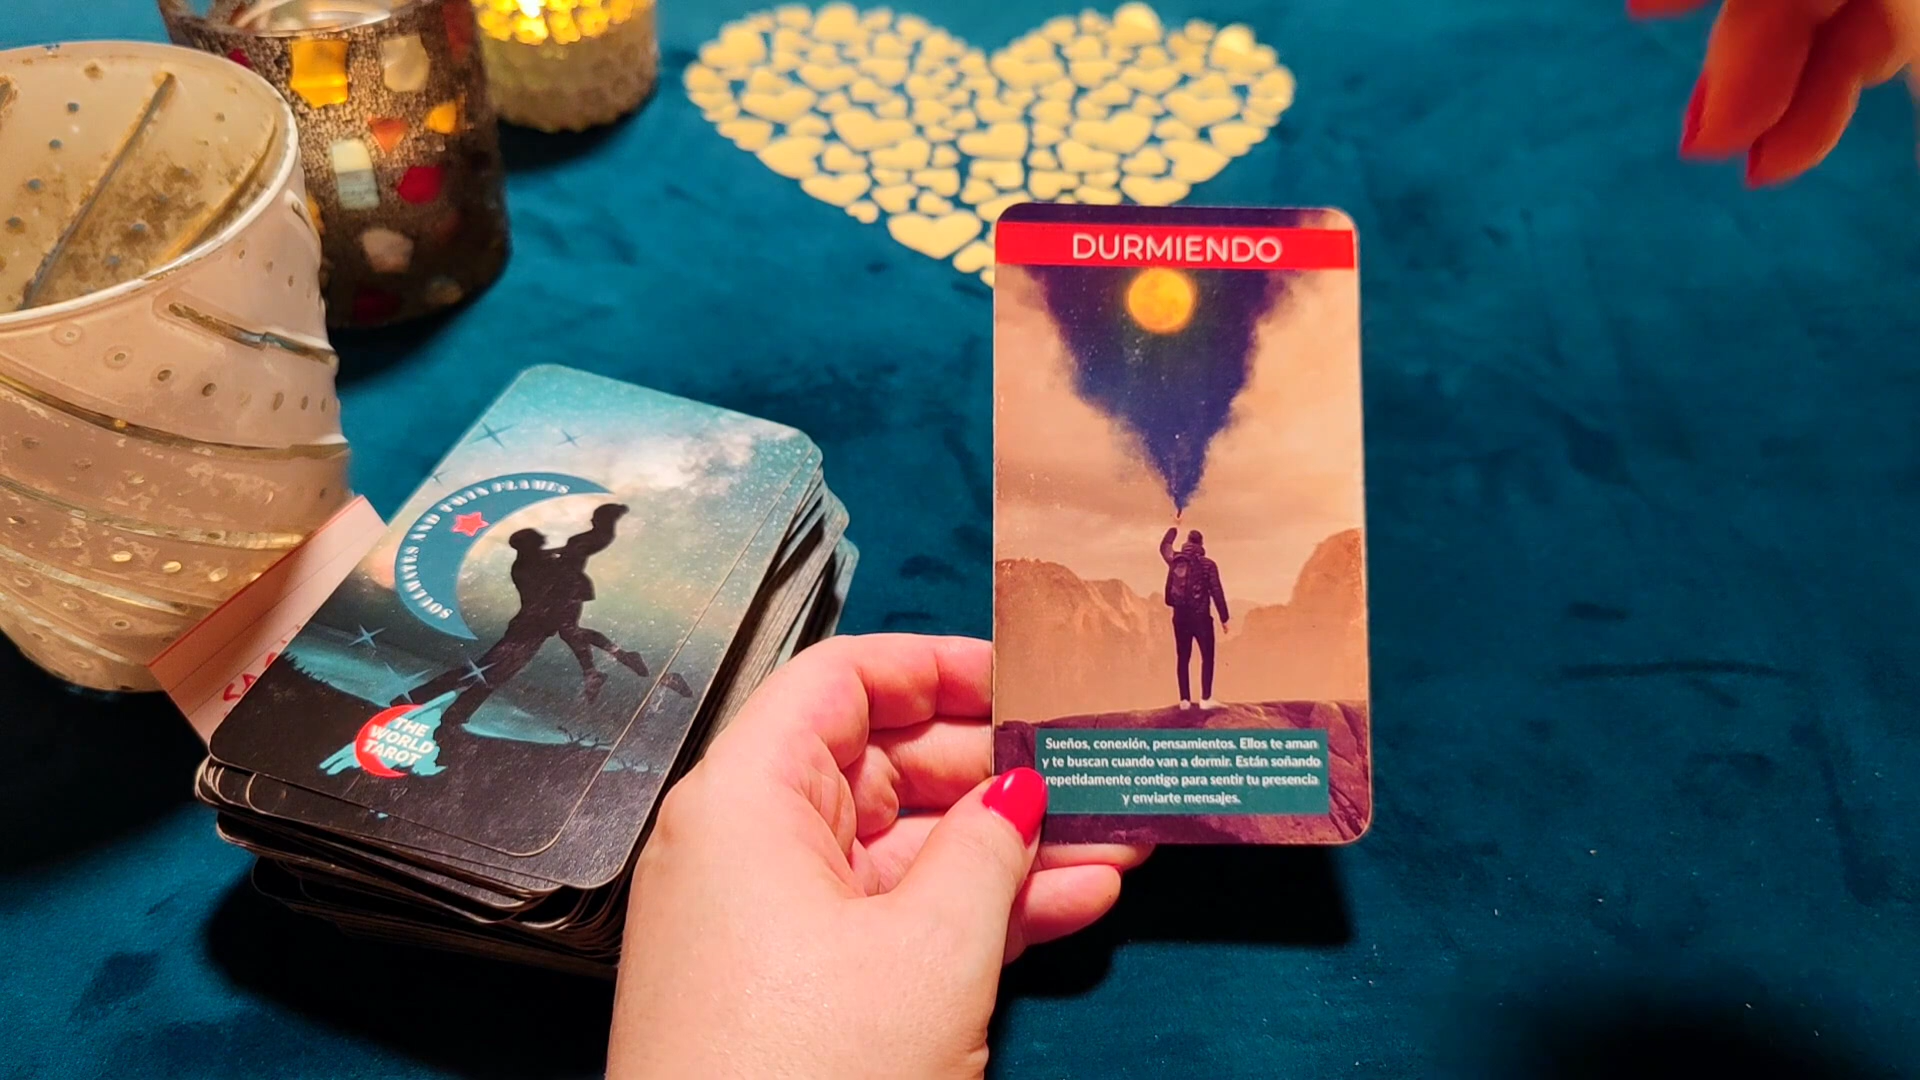 DURMIENDO
Sueños, conexión, pensamientos. Ellos te aman
y te buscan cuando van a dormir. Están soñando
repetidamente contigo para sentir tu presencia
y enviarte mensajes.
SOULMATES AND TWIN FLAMES
THE
WORLD
TAROT